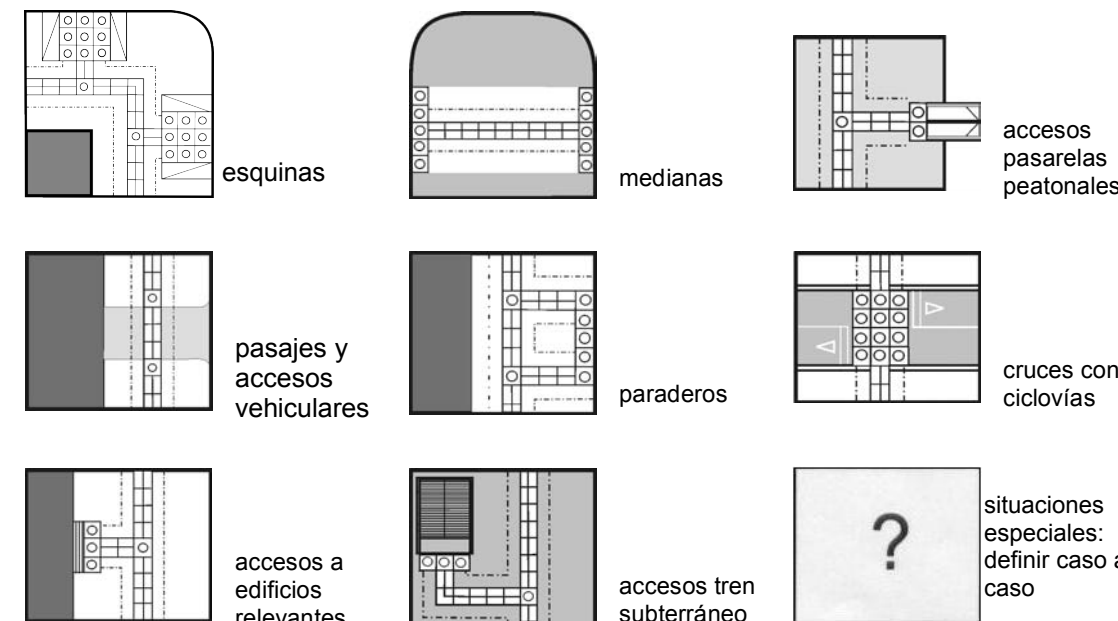 esquinas
medianas
accesos
pasarelas
peatonales
pasajes y
accesos
vehiculares
paraderos
cruces con
ciclovías
accesos a
edificios
relevantes
accesos tren
subterráneo
?
situaciones
especiales:
definir caso a
caso